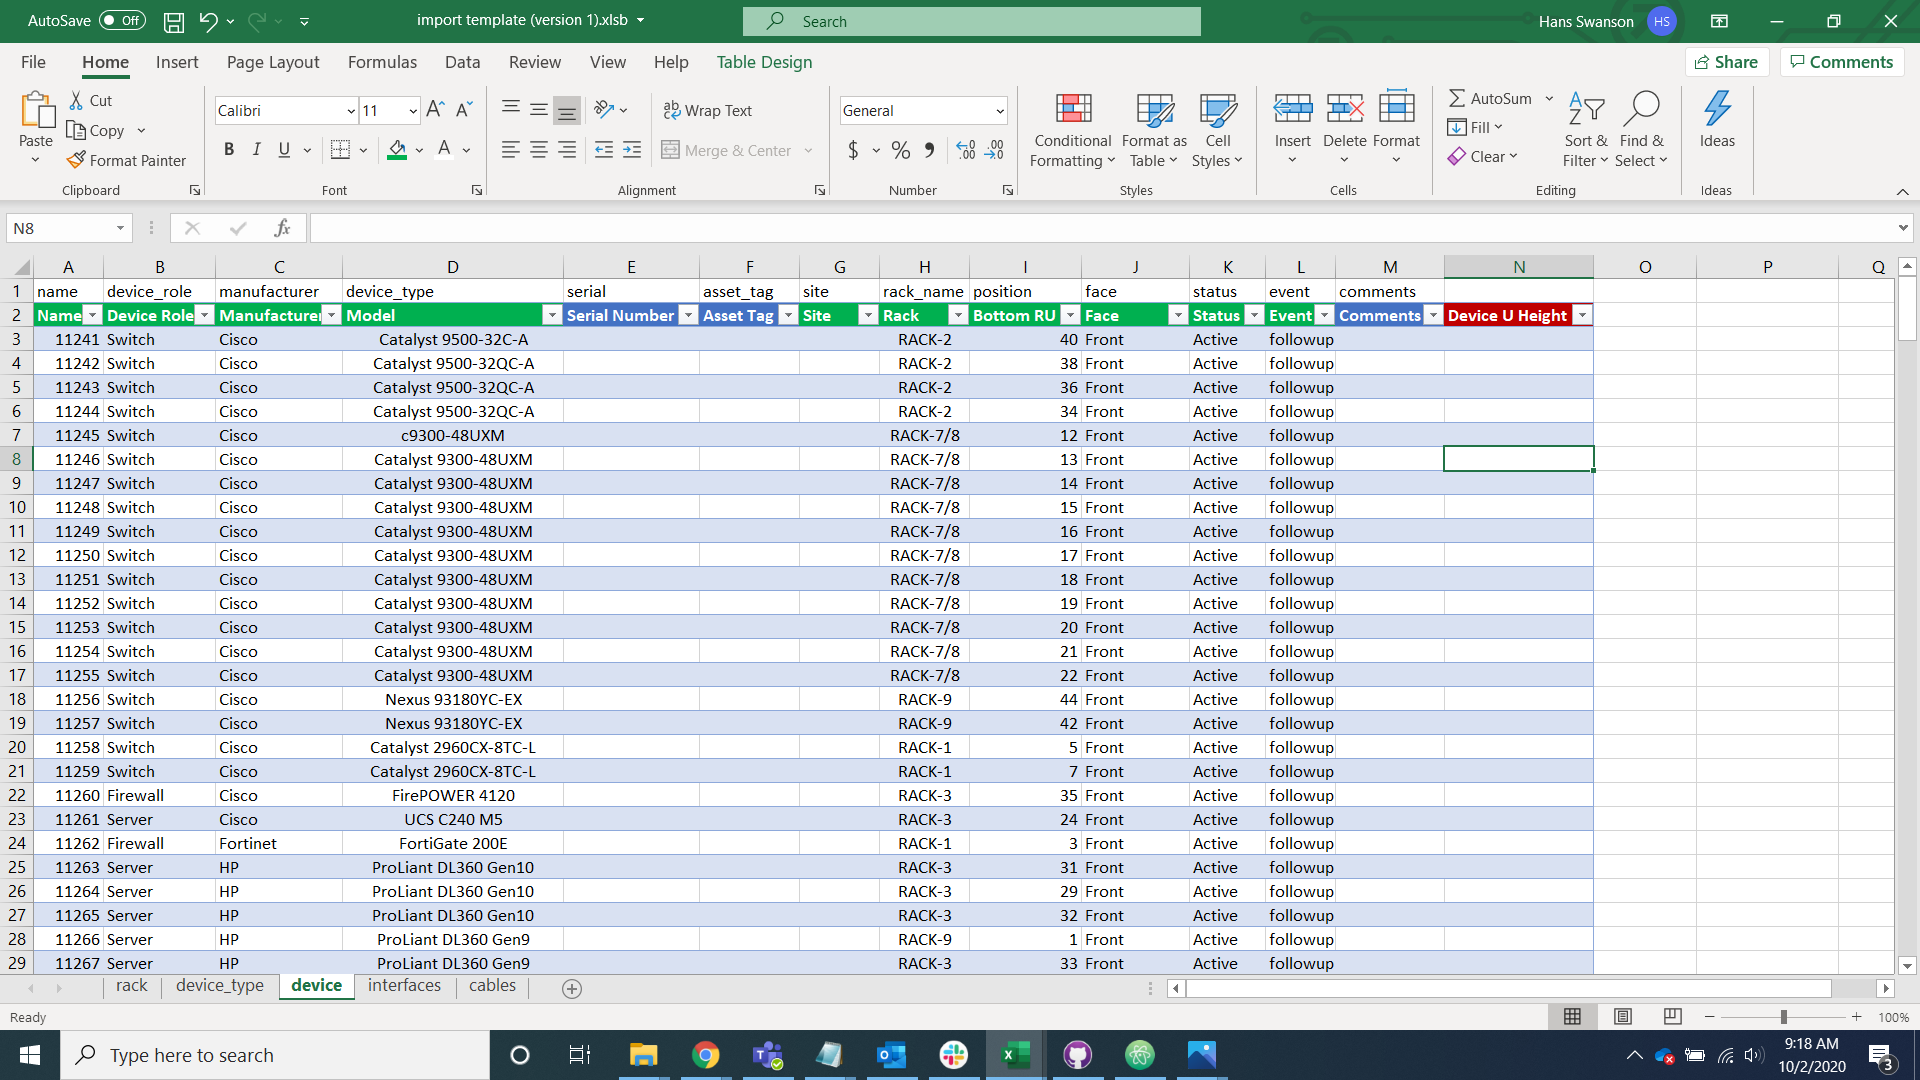 AutoSave Off import template (version 1).xlsb Search Hans Swanson HS
File Home Insert Page Layout Formulas Data Review View Help Table Design Share Comments
Paste Cut Copy Format Painter Clipboard
Calibri 11 B I U A Font
Wrap Text Merge & Center Alignment
General $ % Number
Conditional Formatting Format as Table Cell Styles Styles
Insert Delete Format Cells
AutoSum Fill Clear Sort & Filter Find & Select Editing
Ideas Ideas
N8 fx
A B C D E F G H I J K L M N O P Q
1 name device_role manufacturer device_type serial asset_tag site rack_name position face status event comments
2 Name Device Role Manufacturer Model Serial Number Asset Tag Site Rack Bottom RU Face Status Event Comments Device U Height
3 11241 Switch Cisco Catalyst 9500-32C-A RACK-2 40 Front Active followup
4 11242 Switch Cisco Catalyst 9500-32QC-A RACK-2 38 Front Active followup
5 11243 Switch Cisco Catalyst 9500-32QC-A RACK-2 36 Front Active followup
6 11244 Switch Cisco Catalyst 9500-32QC-A RACK-2 34 Front Active followup
7 11245 Switch Cisco c9300-48UXM RACK-7/8 12 Front Active followup
8 11246 Switch Cisco Catalyst 9300-48UXM RACK-7/8 13 Front Active followup
9 11247 Switch Cisco Catalyst 9300-48UXM RACK-7/8 14 Front Active followup
10 11248 Switch Cisco Catalyst 9300-48UXM RACK-7/8 15 Front Active followup
11 11249 Switch Cisco Catalyst 9300-48UXM RACK-7/8 16 Front Active followup
12 11250 Switch Cisco Catalyst 9300-48UXM RACK-7/8 17 Front Active followup
13 11251 Switch Cisco Catalyst 9300-48UXM RACK-7/8 18 Front Active followup
14 11252 Switch Cisco Catalyst 9300-48UXM RACK-7/8 19 Front Active followup
15 11253 Switch Cisco Catalyst 9300-48UXM RACK-7/8 20 Front Active followup
16 11254 Switch Cisco Catalyst 9300-48UXM RACK-7/8 21 Front Active followup
17 11255 Switch Cisco Catalyst 9300-48UXM RACK-7/8 22 Front Active followup
18 11256 Switch Cisco Nexus 93180YC-EX RACK-9 44 Front Active followup
19 11257 Switch Cisco Nexus 93180YC-EX RACK-9 42 Front Active followup
20 11258 Switch Cisco Catalyst 2960CX-8TC-L RACK-1 5 Front Active followup
21 11259 Switch Cisco Catalyst 2960CX-8TC-L RACK-1 7 Front Active followup
22 11260 Firewall Cisco FirePOWER 4120 RACK-3 35 Front Active followup
23 11261 Server Cisco UCS C240 M5 RACK-3 24 Front Active followup
24 11262 Firewall Fortinet FortiGate 200E RACK-1 3 Front Active followup
25 11263 Server HP ProLiant DL360 Gen10 RACK-3 31 Front Active followup
26 11264 Server HP ProLiant DL360 Gen10 RACK-3 29 Front Active followup
27 11265 Server HP ProLiant DL360 Gen10 RACK-3 32 Front Active followup
28 11266 Server HP ProLiant DL360 Gen9 RACK-9 1 Front Active followup
29 11267 Server HP ProLiant DL360 Gen9 RACK-3 33 Front Active followup
rack device_type device interfaces cables
Ready 100%
Type here to search 9:18 AM
10/2/2020 3